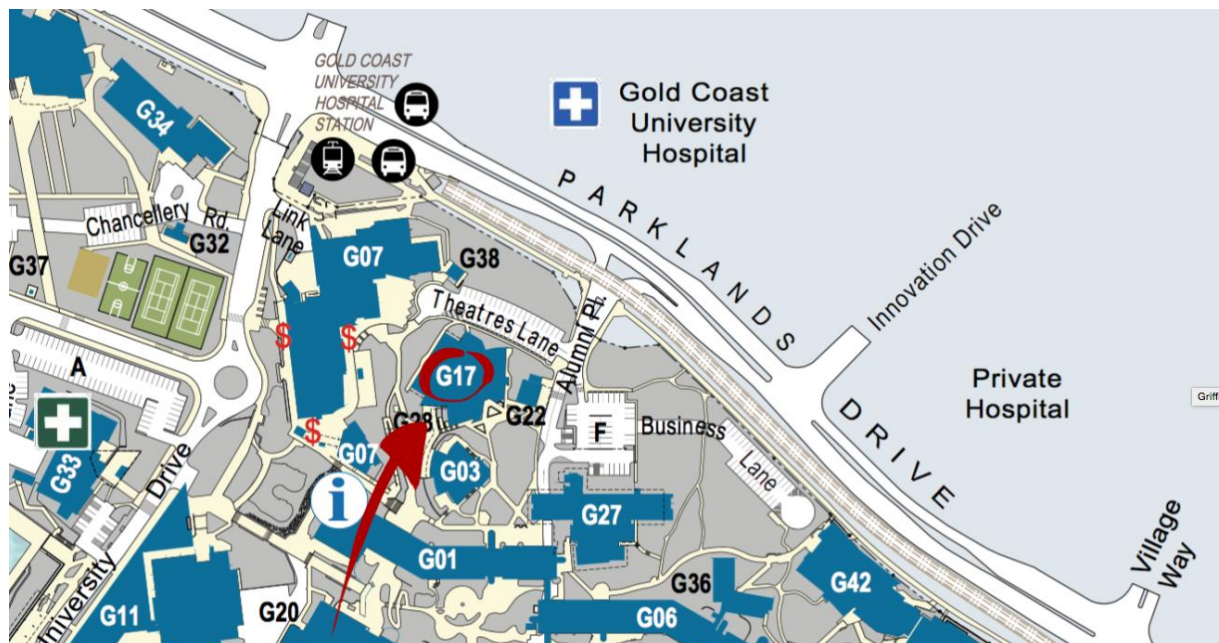 GOLD COAST
UNIVERSITY
HOSPITAL
STATION
G34
Gold Coast
University
Hospital
PARKLANDS
DRIVE
Chancellery Rd.
Link
Lane
G32
G37
G07
G38
Innovation Drive
Theatres Lane
Alumni Pl.
$
$
A
G17
Private
Hospital
Griff
G28
G22
F
Business
Lane
$
G07
G03
G33
University Drive
i
G27
G01
Village
Way
G36
G42
G11
G20
G06